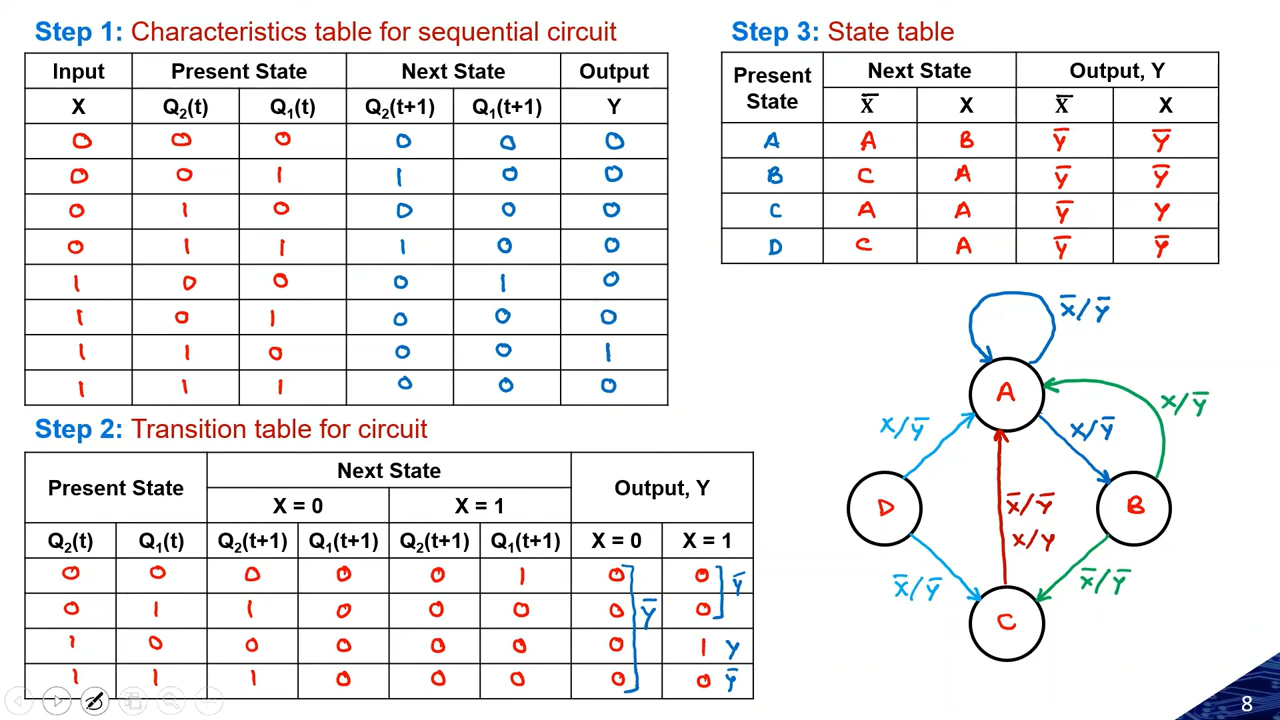 Step 1: Characteristics table for sequential circuit
Input Present State Next State Output
X Q₂(t) Q₁(t) Q₂(t+1) Q₁(t+1) Y
0 0 0 0 0 0
0 0 1 1 0 0
0 1 0 0 0 0
0 1 1 1 0 0
1 0 0 0 1 0
1 0 1 0 0 0
1 1 0 0 0 1
1 1 1 0 0 0
Step 2: Transition table for circuit
Present State Next State Output, Y
X = 0 X = 1
Q₂(t) Q₁(t) Q₂(t+1) Q₁(t+1) Q₂(t+1) Q₁(t+1) X = 0 X = 1
0 0 0 0 0 1 0 0 Y̅
0 1 1 0 0 0 0 Y̅ 0
1 0 0 0 0 0 0 1 Y
1 1 1 0 0 0 0 0 Y̅
Step 3: State table
Present State Next State Output, Y
X̅ X X̅ X
A A B Y̅ Y̅
B C A Y̅ Y̅
C A A Y̅ Y
D C A Y̅ Y̅
X̅/Y̅
A
X/Y̅
X/Y̅
X/Y̅
D
X̅/Y̅
X/Y
B
X̅/Y̅
X̅/Y̅
C
8